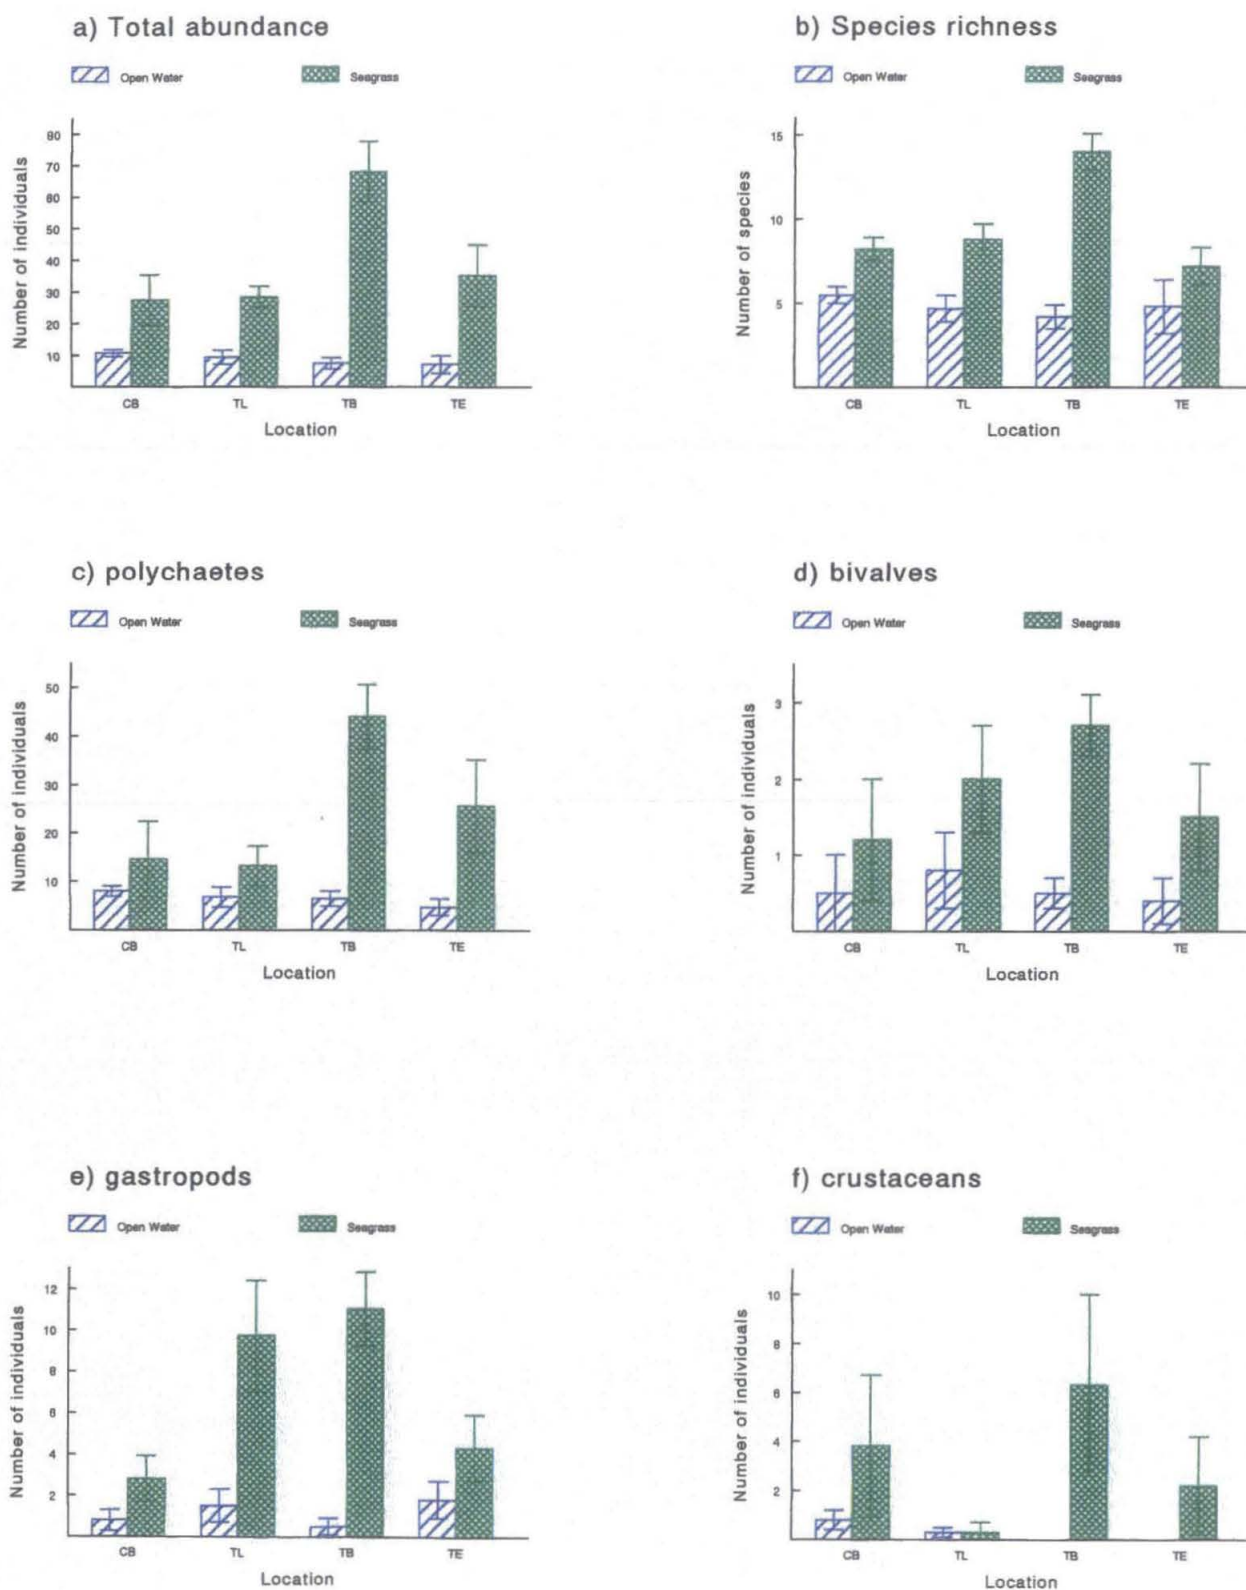 a) Total abundance
Open Water Seagrass
Number of individuals
80
70
60
50
40
30
20
10
CB TL TB TE
Location
b) Species richness
Open Water Seagrass
Number of species
15
10
5
CB TL TB TE
Location
c) polychaetes
Open Water Seagrass
Number of individuals
50
40
30
20
10
CB TL TB TE
Location
d) bivalves
Open Water Seagrass
Number of individuals
3
2
1
CB TL TB TE
Location
e) gastropods
Open Water Seagrass
Number of individuals
12
10
8
6
4
2
CB TL TB TE
Location
f) crustaceans
Open Water Seagrass
Number of individuals
10
8
6
4
2
CB TL TB TE
Location